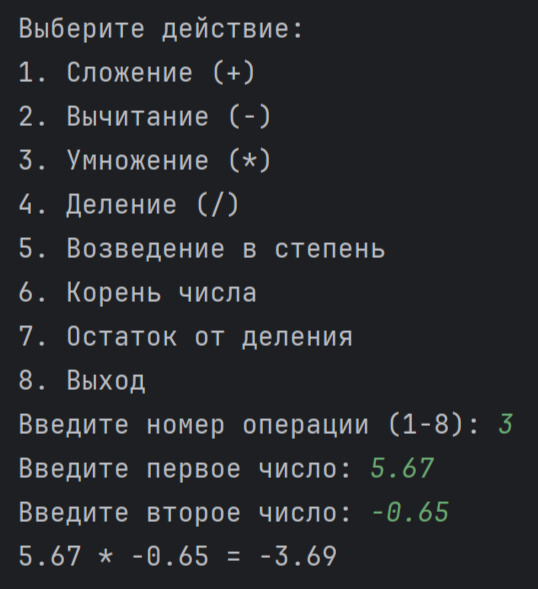 Выберите действие:
1. Сложение (+)
2. Вычитание (-)
3. Умножение (*)
4. Деление (/)
5. Возведение в степень
6. Корень числа
7. Остаток от деления
8. Выход
Введите номер операции (1-8): 3
Введите первое число: 5.67
Введите второе число: -0.65
5.67 * -0.65 = -3.69